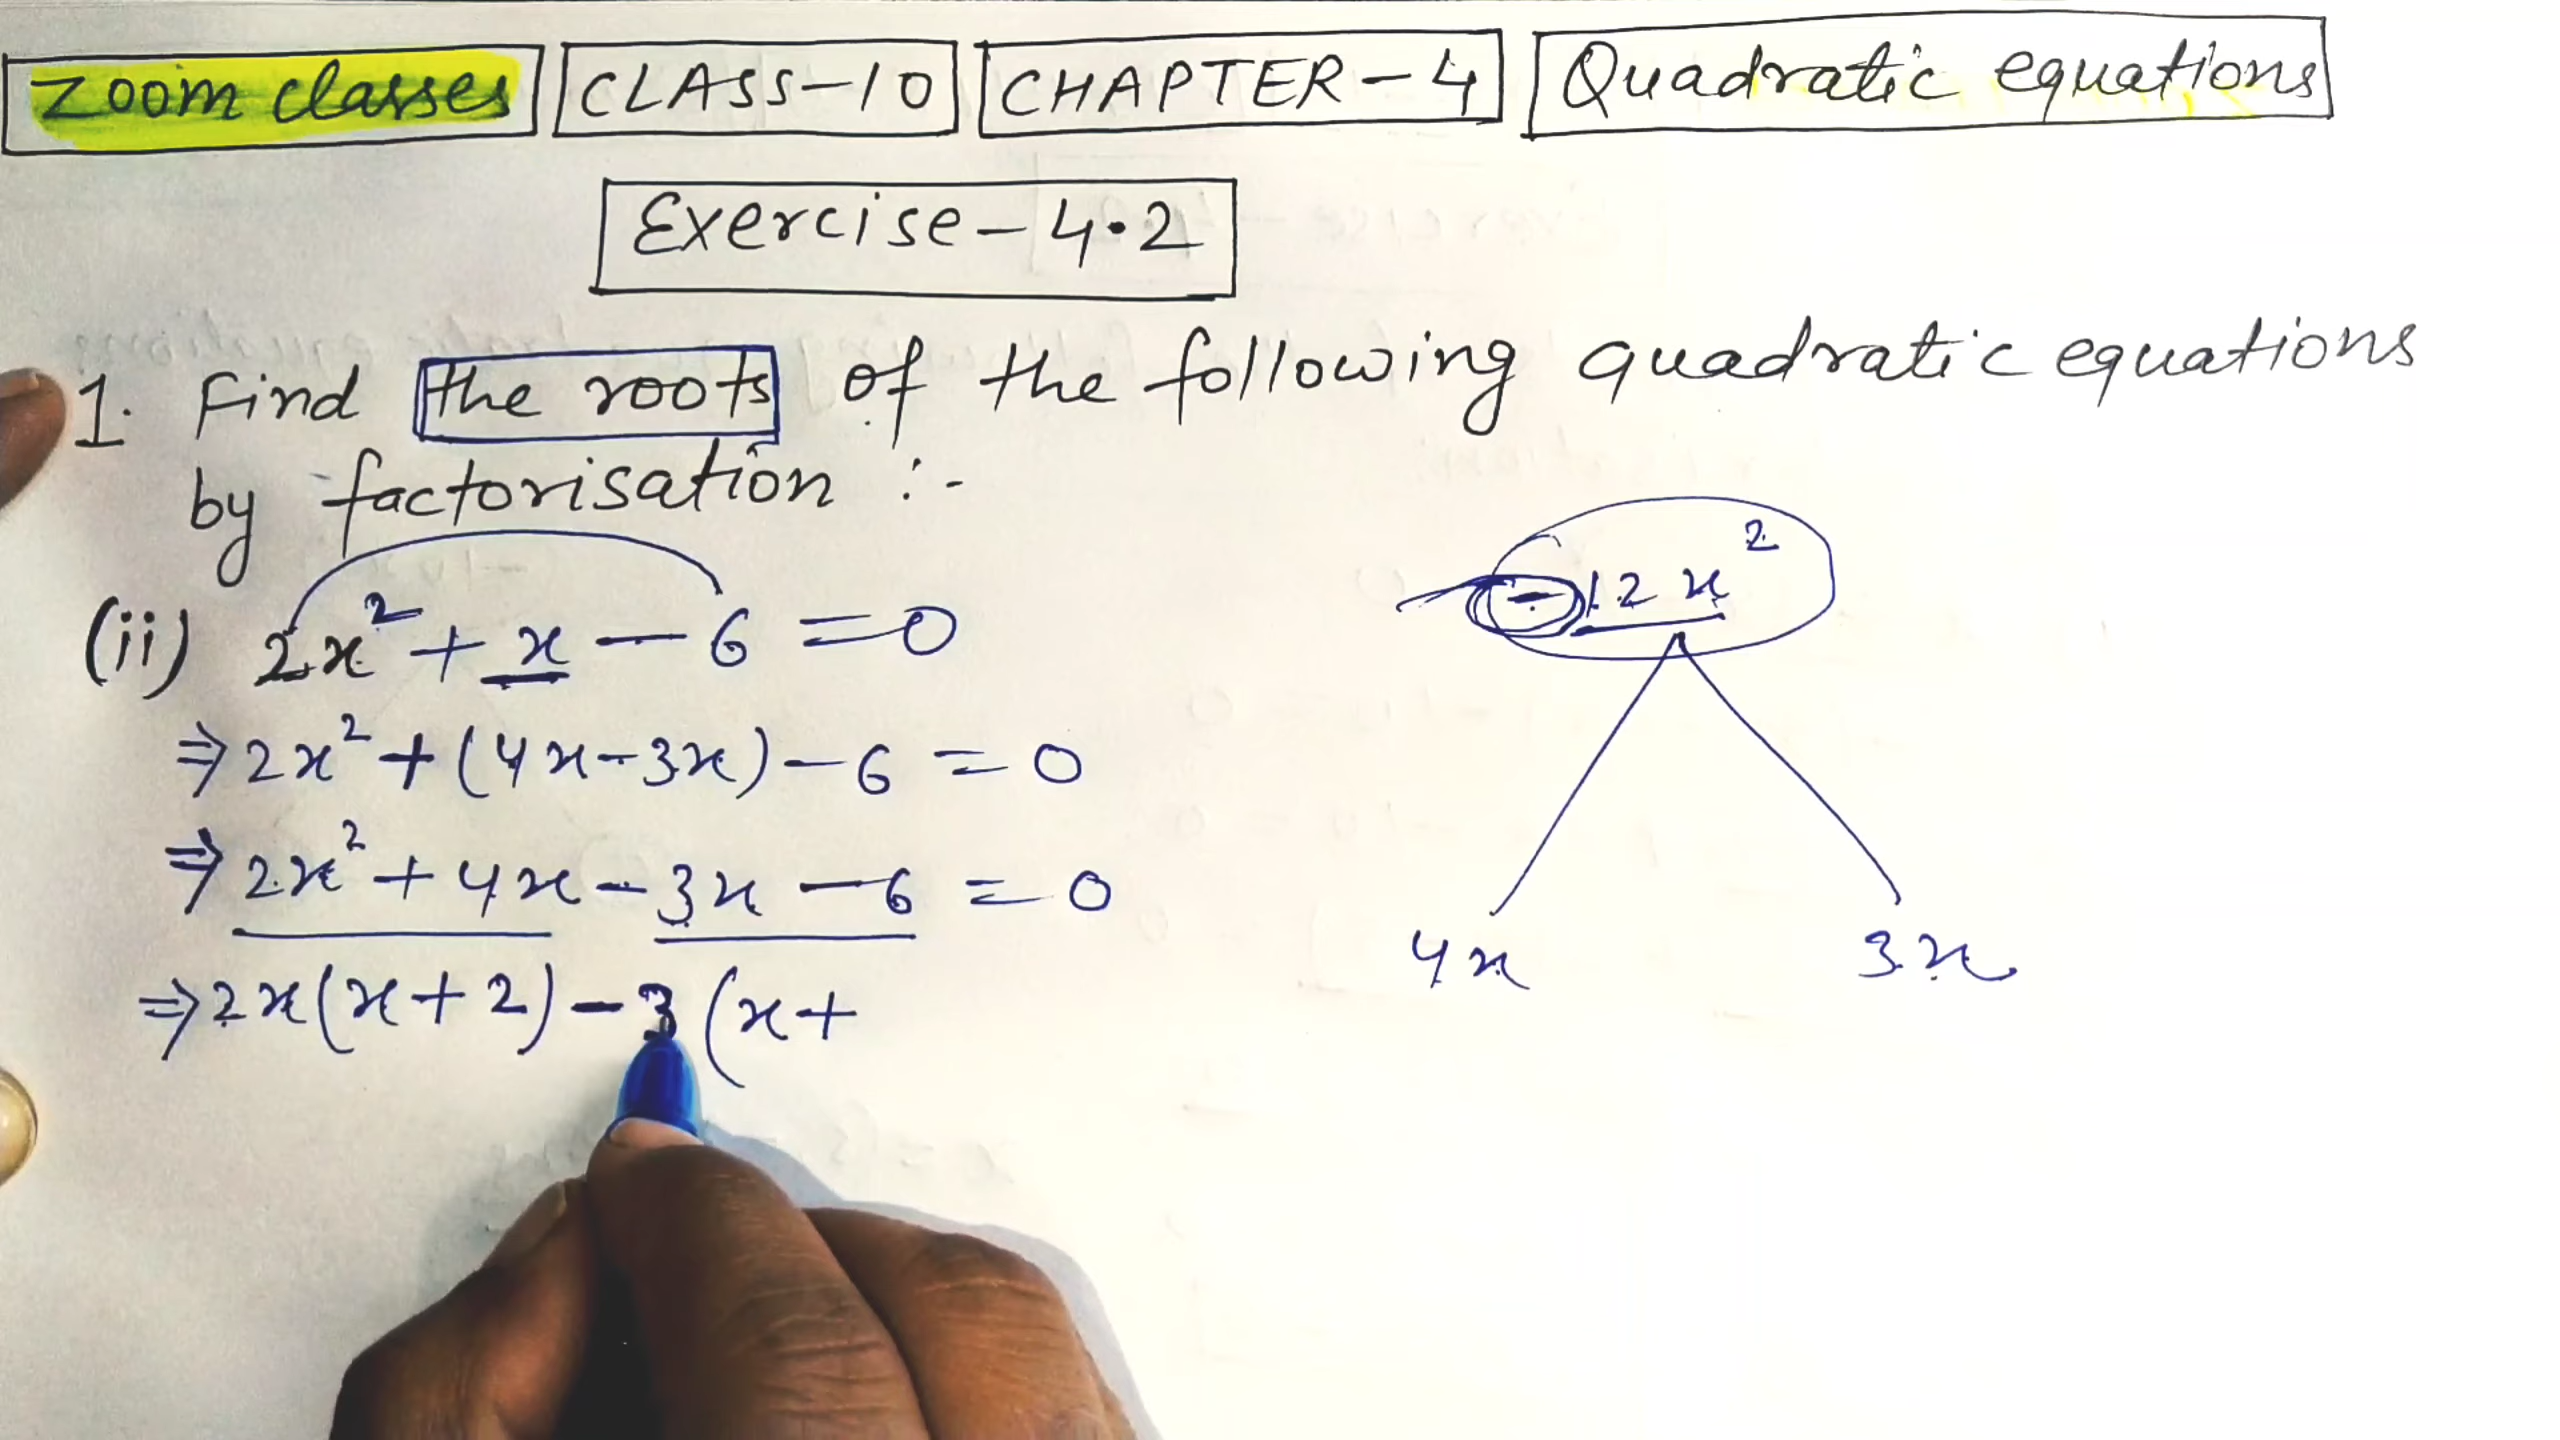 Zoom classes CLASS-10 CHAPTER-4 Quadratic equations
Exercise-4.2
1. Find the roots of the following quadratic equations
by factorisation :-
(ii) 2x² + x - 6 = 0
⇒ 2x² + (4x - 3x) - 6 = 0
⇒ 2x² + 4x - 3x - 6 = 0
⇒ 2x(x + 2) - 3(x +
- 12x²
4x 3x